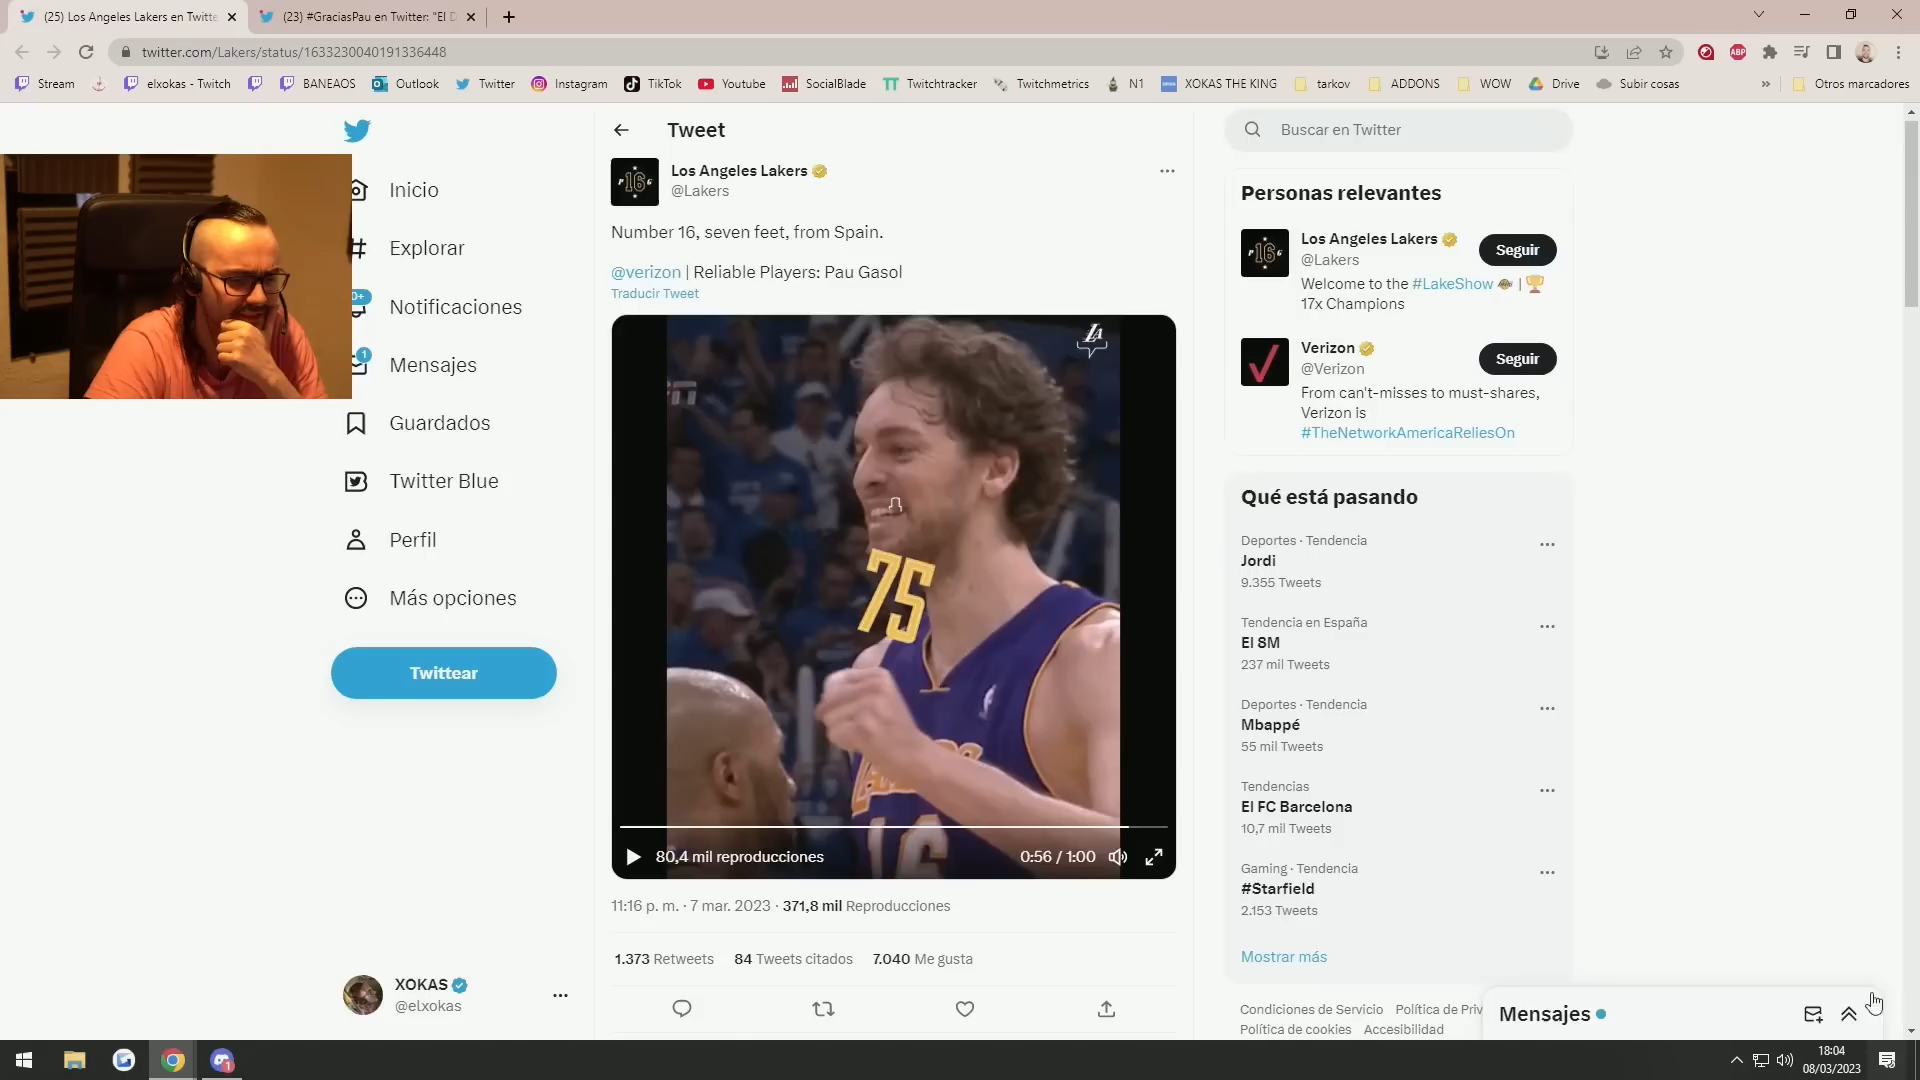 (25) Los Angeles Lakers en Twitte
(23) #GraciasPau en Twitter: "El D
twitter.com/Lakers/status/1633230040191336448
Stream
elxokas - Twitch
BANEAOS
Outlook
Twitter
Instagram
TikTok
Youtube
SocialBlade
Twitchtracker
Twitchmetrics
N1
XOKAS THE KING
tarkov
ADDONS
WOW
Drive
Subir cosas
»
Otros marcadores
Inicio
Explorar
Notificaciones
Mensajes
1
Guardados
Twitter Blue
Perfil
Más opciones
Twittear
XOKAS
@elxokas
Tweet
Los Angeles Lakers
@Lakers
Number 16, seven feet, from Spain.
@verizon | Reliable Players: Pau Gasol
Traducir Tweet
LA
75
16
80,4 mil reproducciones
0:56 / 1:00
11:16 p. m. · 7 mar. 2023 · 371,8 mil Reproducciones
1.373 Retweets 84 Tweets citados 7.040 Me gusta
Buscar en Twitter
Personas relevantes
Los Angeles Lakers
@Lakers
Seguir
Welcome to the #LakeShow | 🏆
17x Champions
Verizon
@Verizon
Seguir
From can't-misses to must-shares,
Verizon is
#TheNetworkAmericaReliesOn
Qué está pasando
Deportes · Tendencia
Jordi
9.355 Tweets
Tendencia en España
El 8M
237 mil Tweets
Deportes · Tendencia
Mbappé
55 mil Tweets
Tendencias
El FC Barcelona
10,7 mil Tweets
Gaming · Tendencia
#Starfield
2.153 Tweets
Mostrar más
Condiciones de Servicio Política de Priv
Política de cookies Accesibilidad
Mensajes
18:04
08/03/2023